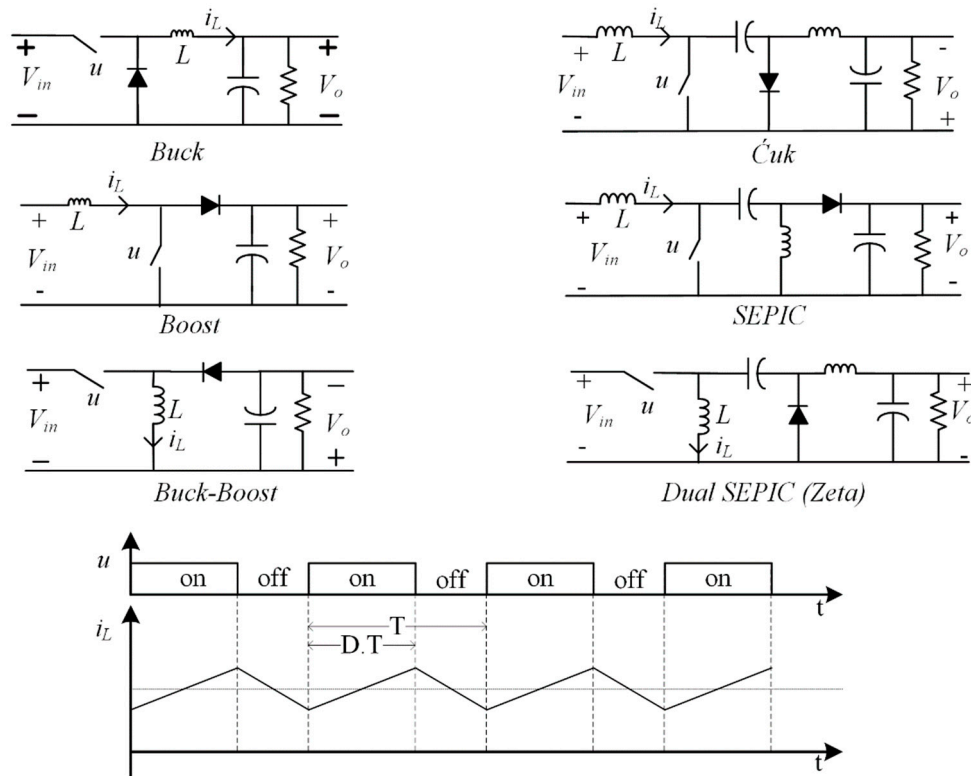 i_L
+ L +
V_in u V_o
− −
Buck
i_L
+ L -
V_in u V_o
- +
Ćuk
i_L
+ L +
V_in u V_o
- -
Boost
i_L
+ L +
V_in u V_o
- -
SEPIC
+ u −
V_in L V_o
− i_L +
Buck-Boost
+ u +
V_in L V_o
- i_L -
Dual SEPIC (Zeta)
u on off on off on off on t
i_L T
D.T
t